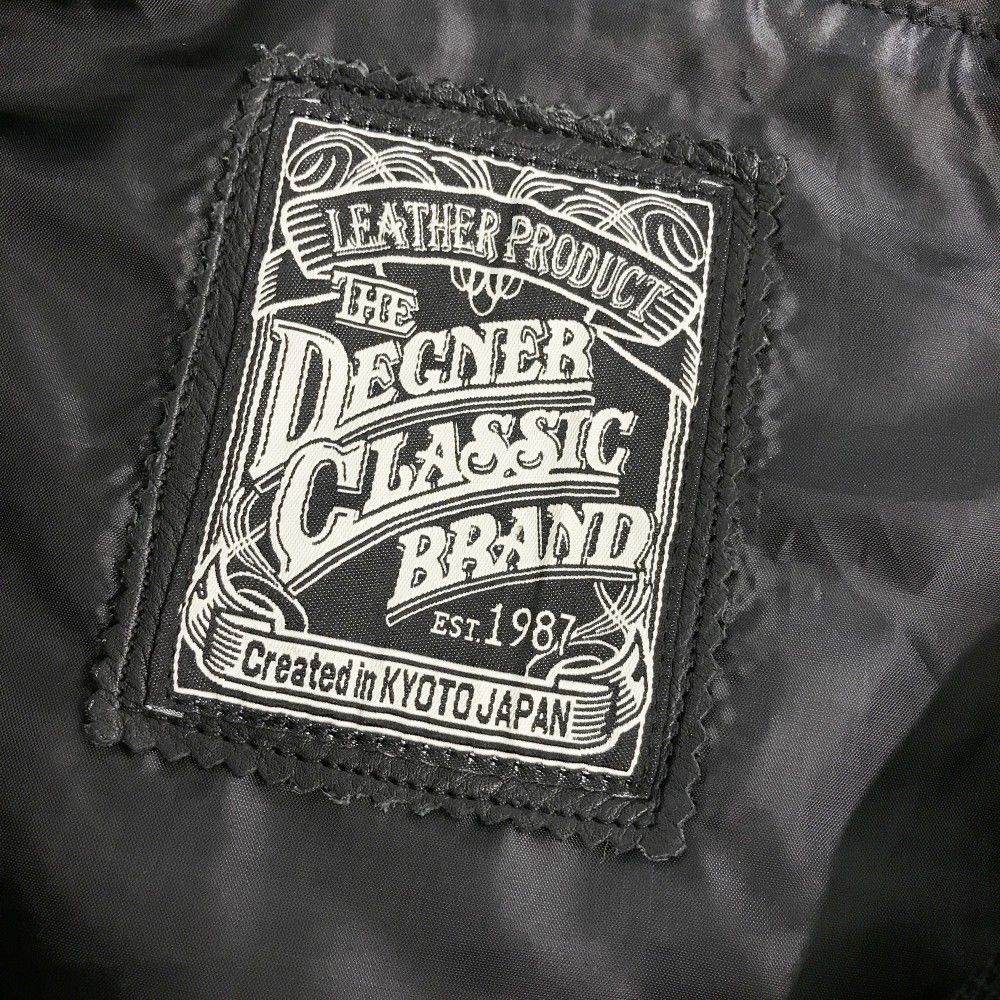 LEATHER PRODUCT
THE
DEGNER
CLASSIC
BRAND
EST. 1987
Created in KYOTO JAPAN